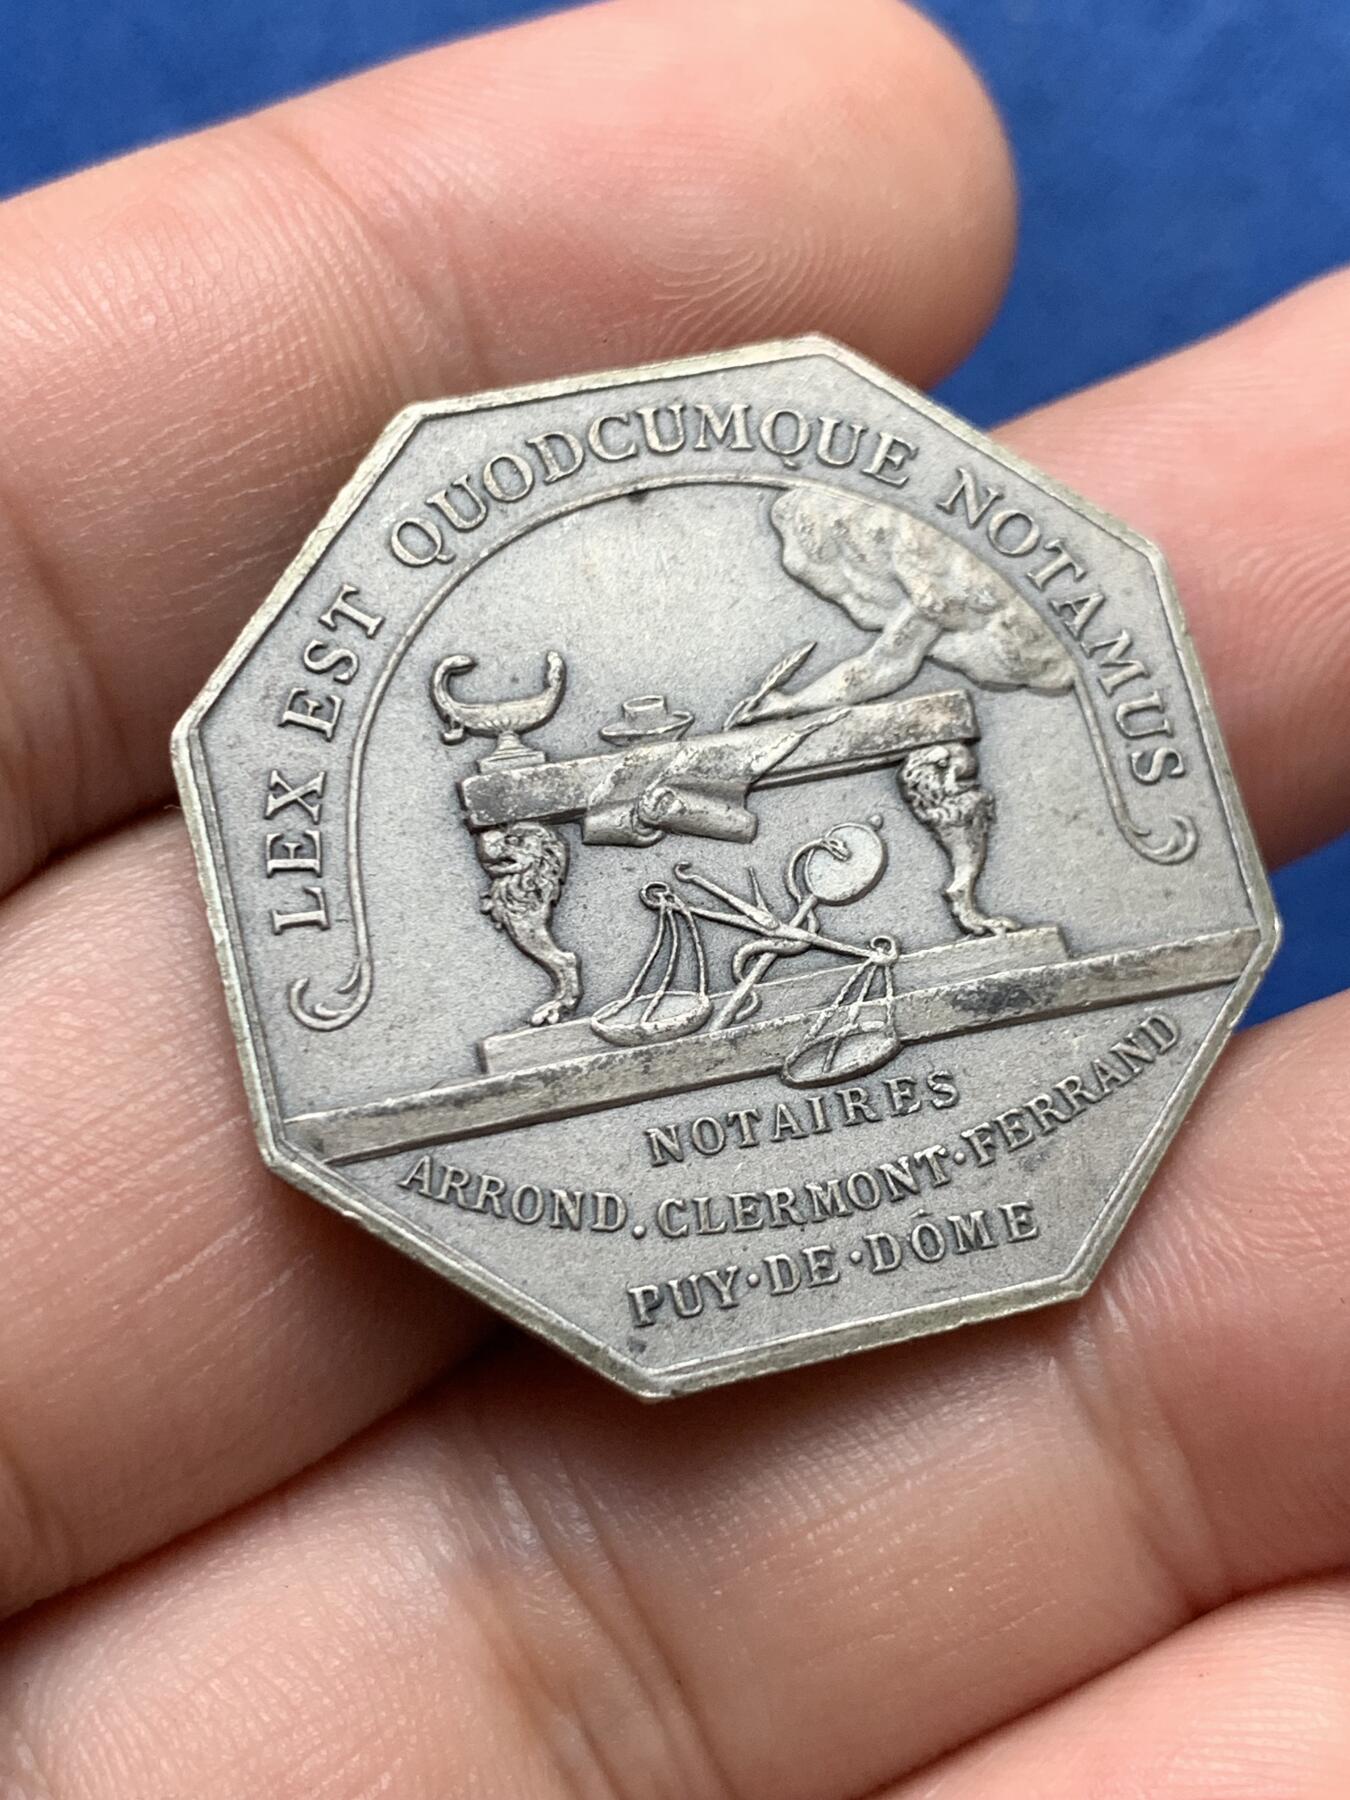 LEX EST QUODCUMQUE NOTAMUS
NOTAIRES
ARROND. CLERMONT·FERRAND
PUY·DE·DÔME